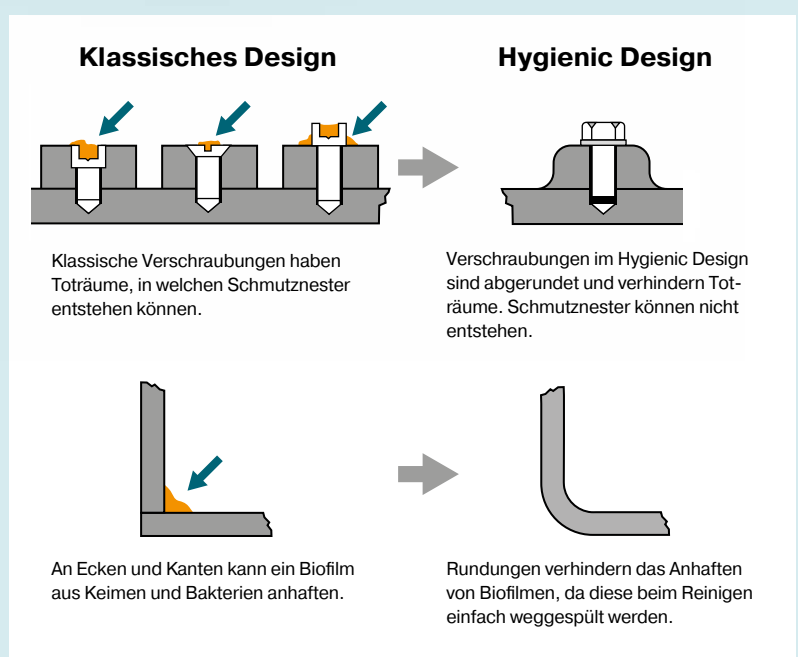 Klassisches Design
Hygienic Design
Klassische Verschraubungen haben
Toträume, in welchen Schmutznester
entstehen können.
Verschraubungen im Hygienic Design
sind abgerundet und verhindern Tot-
räume. Schmutznester können nicht
entstehen.
An Ecken und Kanten kann ein Biofilm
aus Keimen und Bakterien anhaften.
Rundungen verhindern das Anhaften
von Biofilmen, da diese beim Reinigen
einfach weggespült werden.